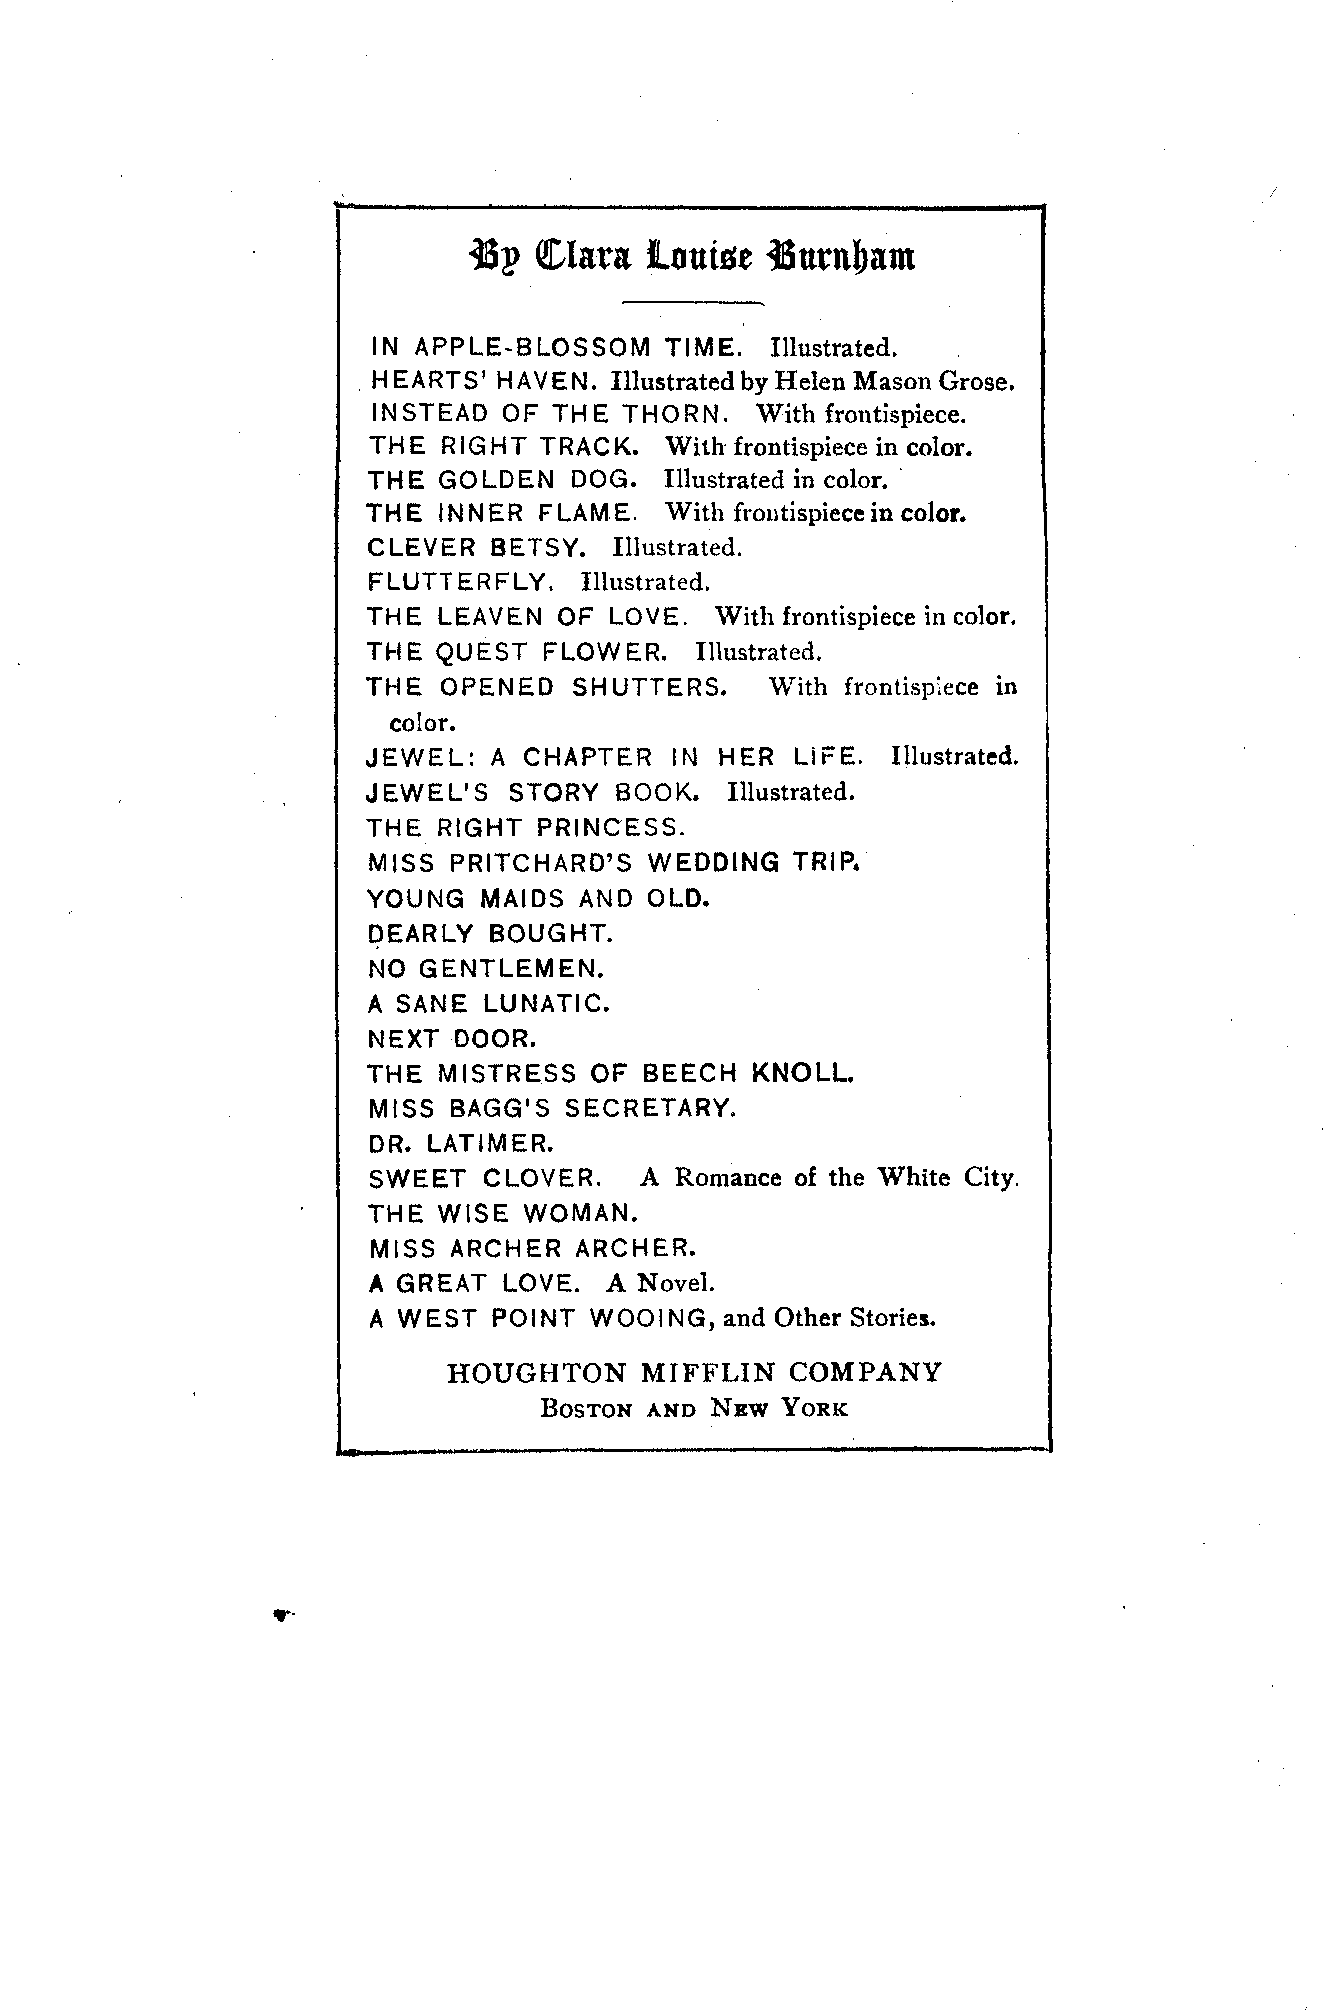 By Clara Louise Burnham
IN APPLE-BLOSSOM TIME. Illustrated.
HEARTS' HAVEN. Illustrated by Helen Mason Grose.
INSTEAD OF THE THORN. With frontispiece.
THE RIGHT TRACK. With frontispiece in color.
THE GOLDEN DOG. Illustrated in color.
THE INNER FLAME. With frontispiece in color.
CLEVER BETSY. Illustrated.
FLUTTERFLY. Illustrated.
THE LEAVEN OF LOVE. With frontispiece in color.
THE QUEST FLOWER. Illustrated.
THE OPENED SHUTTERS. With frontispiece in
color.
JEWEL: A CHAPTER IN HER LIFE. Illustrated.
JEWEL'S STORY BOOK. Illustrated.
THE RIGHT PRINCESS.
MISS PRITCHARD'S WEDDING TRIP.
YOUNG MAIDS AND OLD.
DEARLY BOUGHT.
NO GENTLEMEN.
A SANE LUNATIC.
NEXT DOOR.
THE MISTRESS OF BEECH KNOLL.
MISS BAGG'S SECRETARY.
DR. LATIMER.
SWEET CLOVER. A Romance of the White City.
THE WISE WOMAN.
MISS ARCHER ARCHER.
A GREAT LOVE. A Novel.
A WEST POINT WOOING, and Other Stories.
HOUGHTON MIFFLIN COMPANY
BOSTON AND NEW YORK